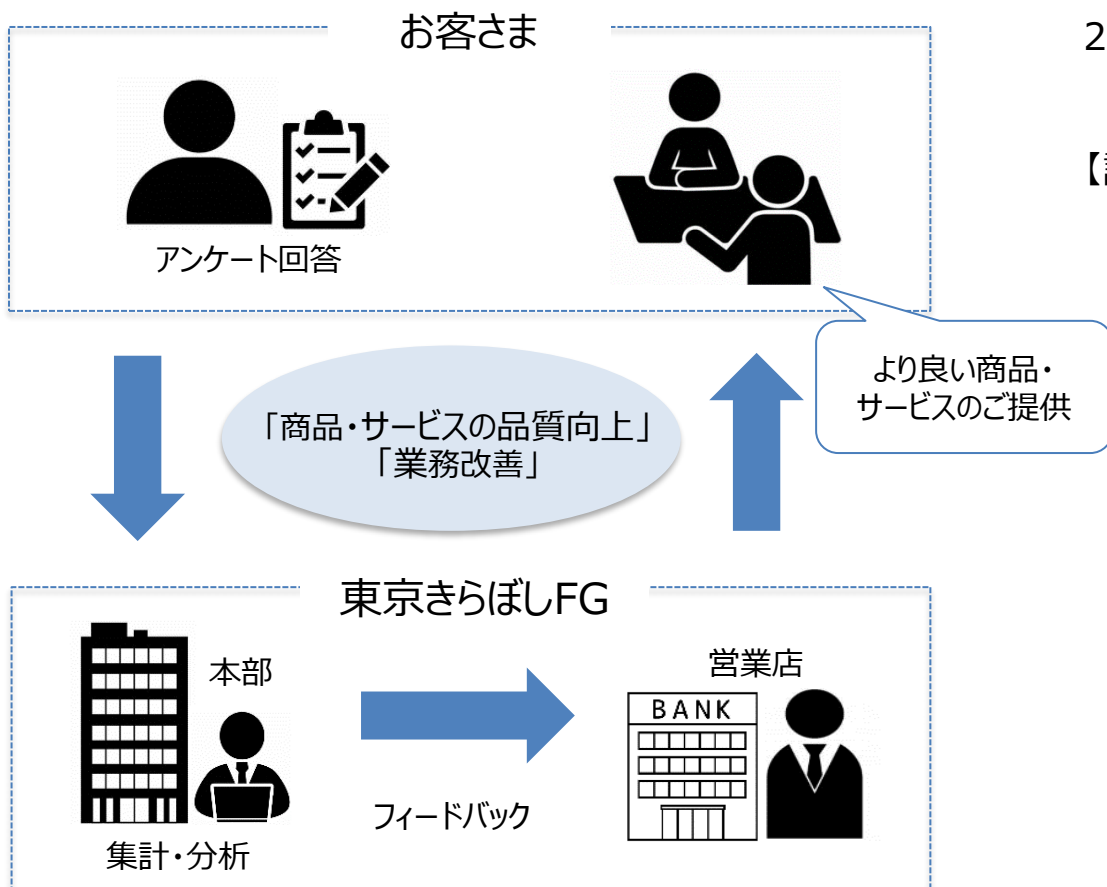 お客さま
2
【
アンケート回答
より良い商品・
サービスのご提供
「商品・サービスの品質向上」
「業務改善」
東京きらぼしFG
本部
営業店
BANK
フィードバック
集計・分析